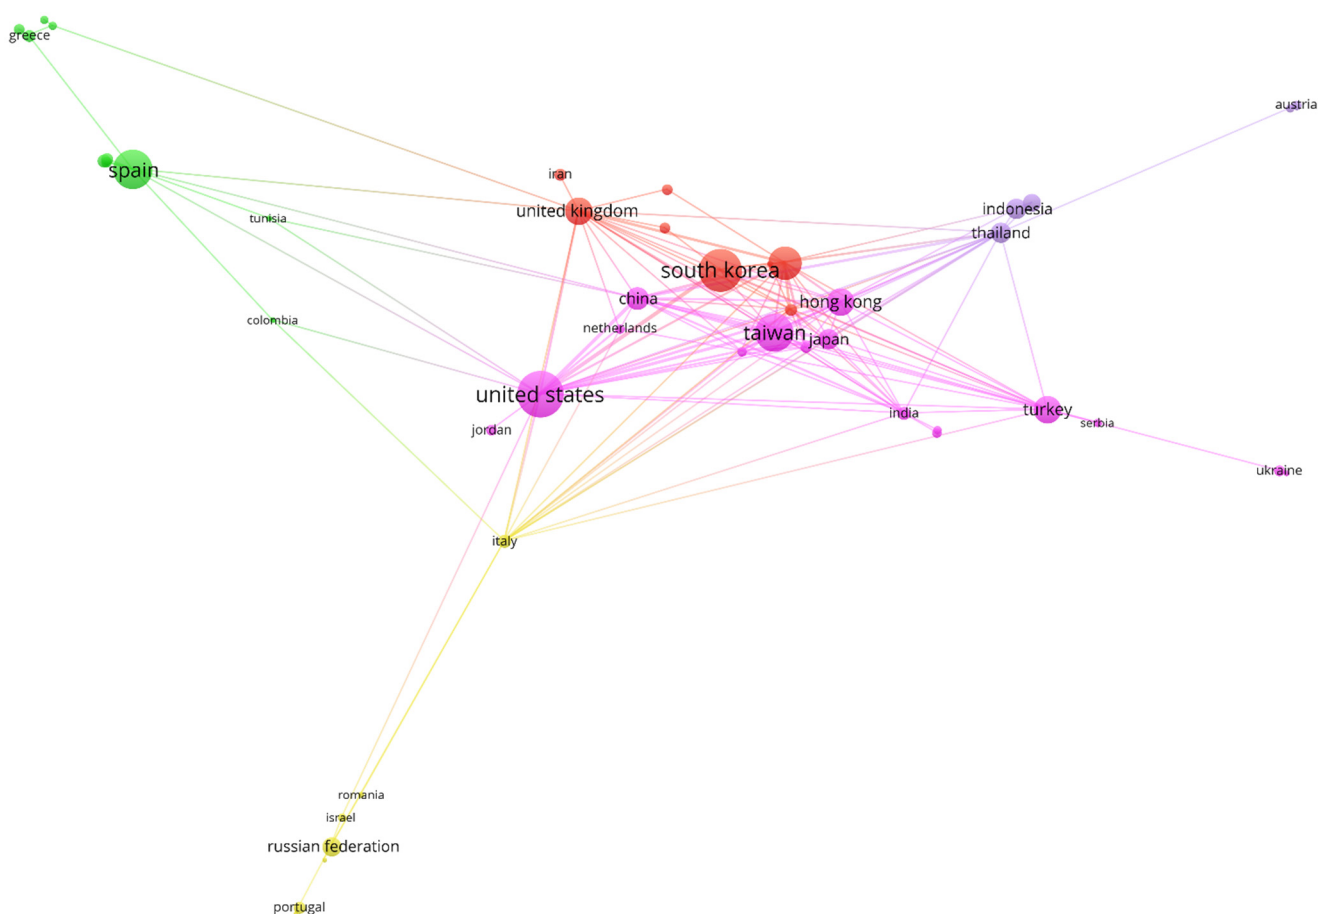 greece
austria
spain
iran
united kingdom
indonesia
tunisia
thailand
south korea
china
hong kong
colombia
netherlands
taiwan
japan
united states
turkey
india
serbia
jordan
ukraine
italy
romania
israel
russian federation
portugal